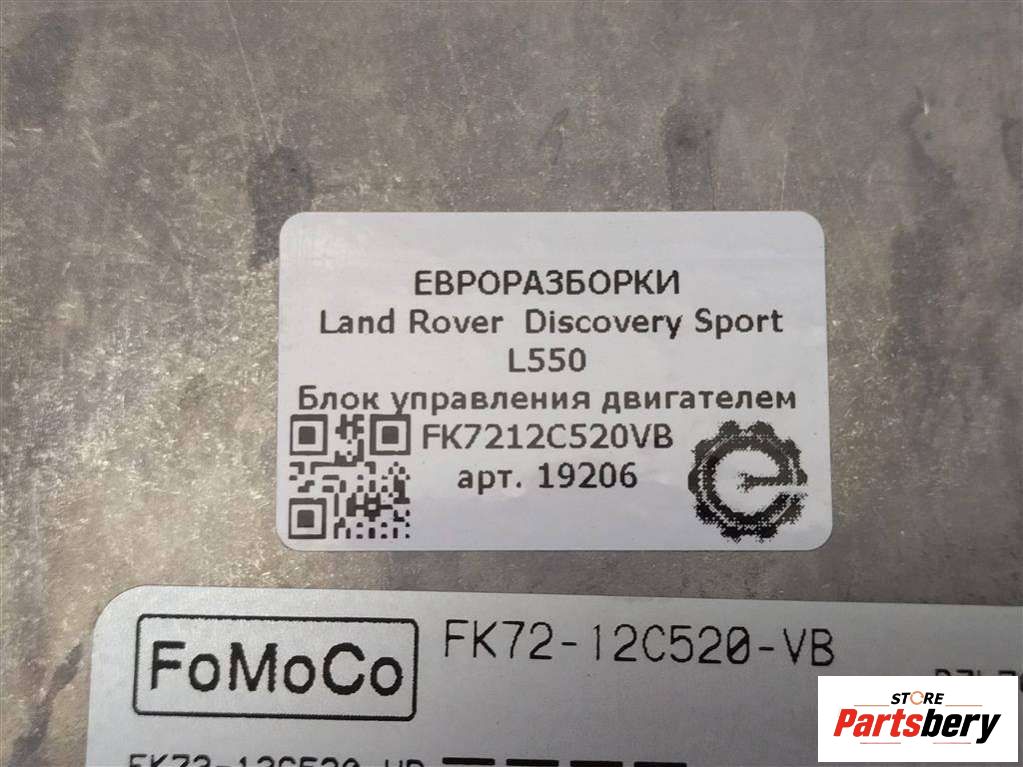 ЕВРОРАЗБОРКИ
Land Rover Discovery Sport
L550
Блок управления двигателем
FK7212C520VB
арт. 19206
FoMoCo
FK72-12C520-VB
STORE
Partsbery